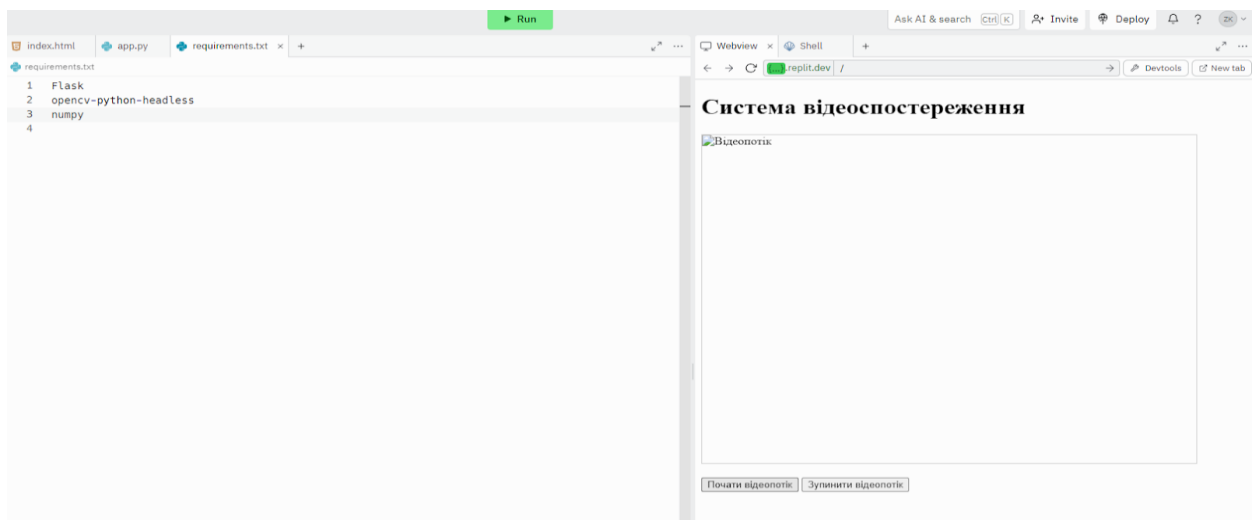 Run
Ask AI & search Ctrl K Invite Deploy ? ZK
index.html app.py requirements.txt × +
Webview × Shell +
requirements.txt
.replit.dev / Devtools New tab
1 Flask
2 opencv-python-headless
3 numpy
4
Система відеоспостереження
Відеопотік
Почати відеопотік Зупинити відеопотік